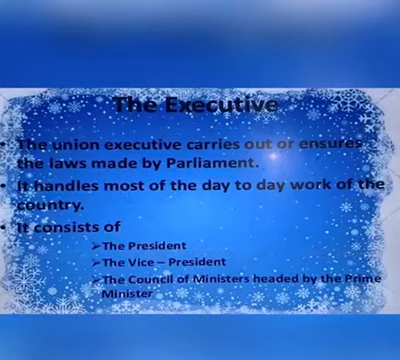 The Executive
• The union executive carries out or ensures
the laws made by Parliament.
• It handles most of the day to day work of the
country.
• It consists of
➢The President
➢The Vice – President
➢The Council of Ministers headed by the Prime
Minister